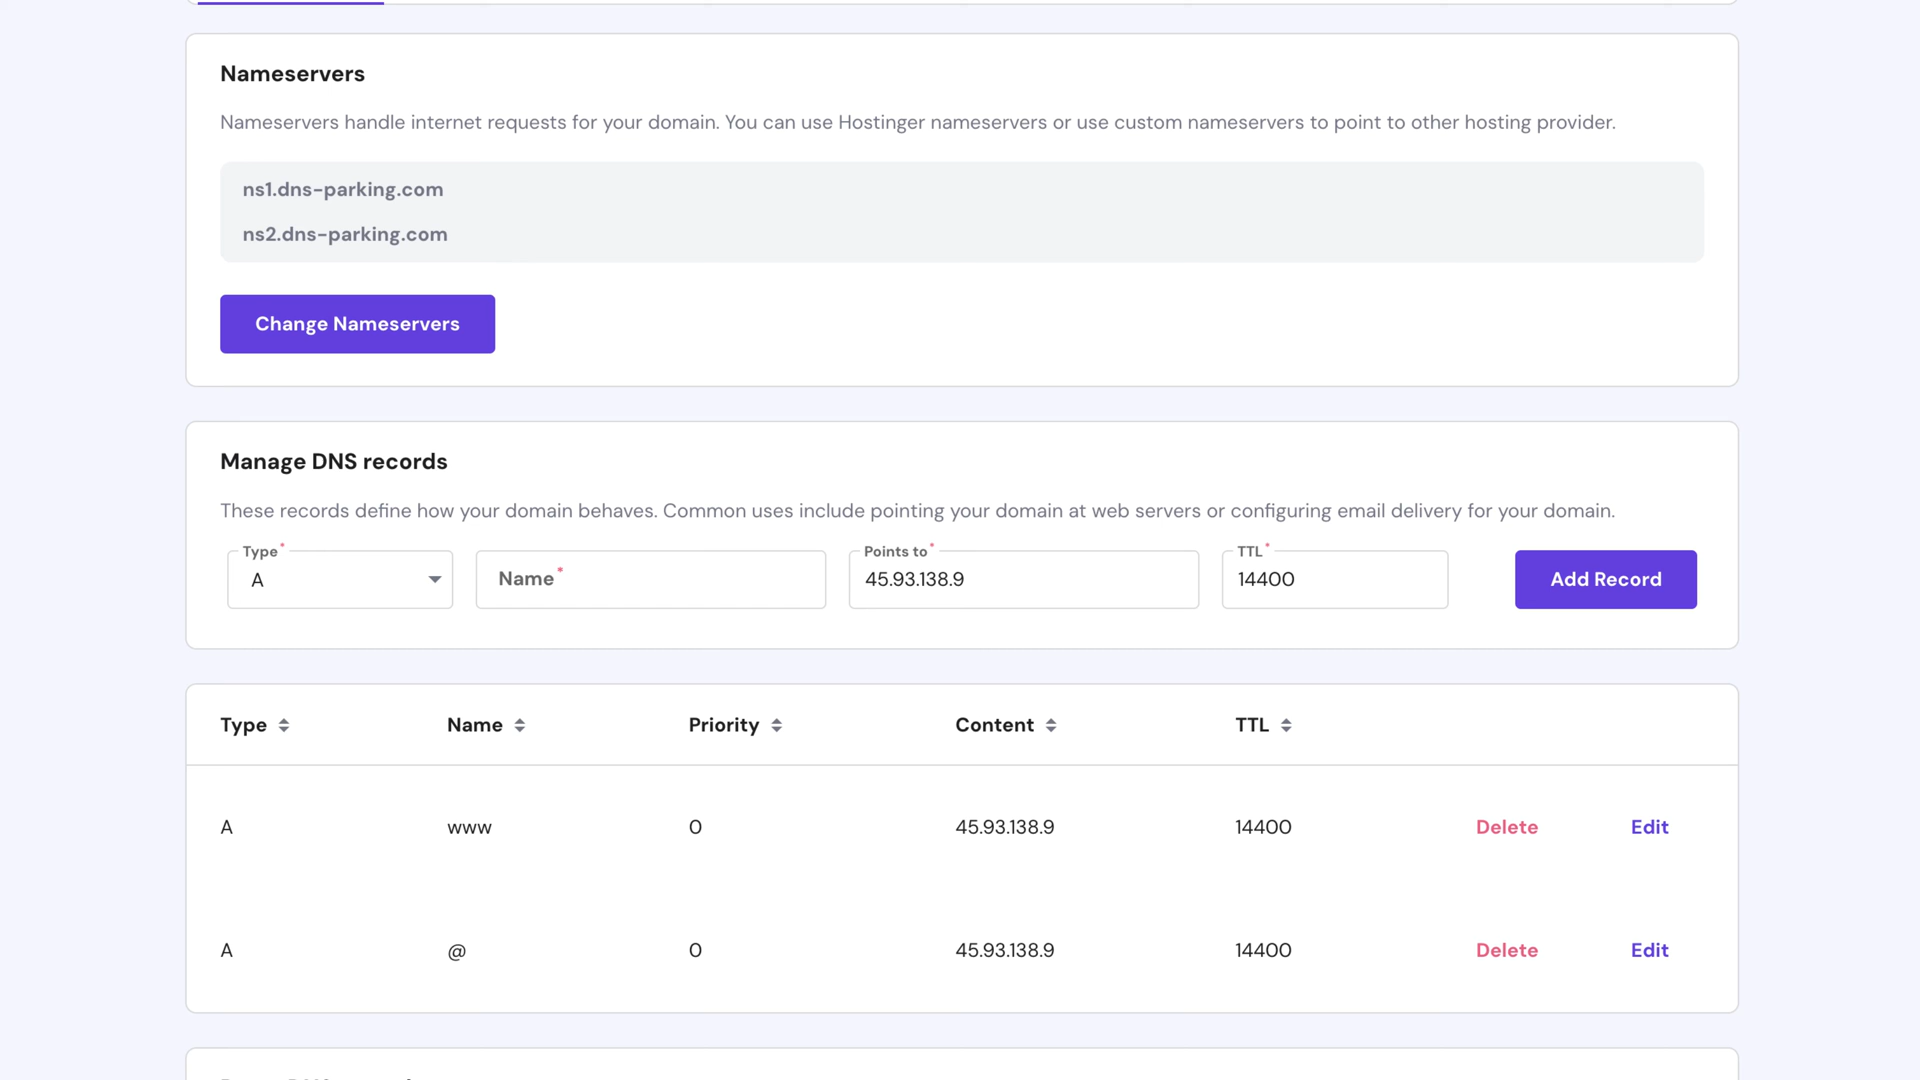 Nameservers
Nameservers handle internet requests for your domain. You can use Hostinger nameservers or use custom nameservers to point to other hosting provider.
ns1.dns-parking.com
ns2.dns-parking.com
Change Nameservers
Manage DNS records
These records define how your domain behaves. Common uses include pointing your domain at web servers or configuring email delivery for your domain.
Type* Points to* TTL*
A Name* 45.93.138.9 14400 Add Record
Type Name Priority Content TTL
A www 0 45.93.138.9 14400 Delete Edit
A @ 0 45.93.138.9 14400 Delete Edit